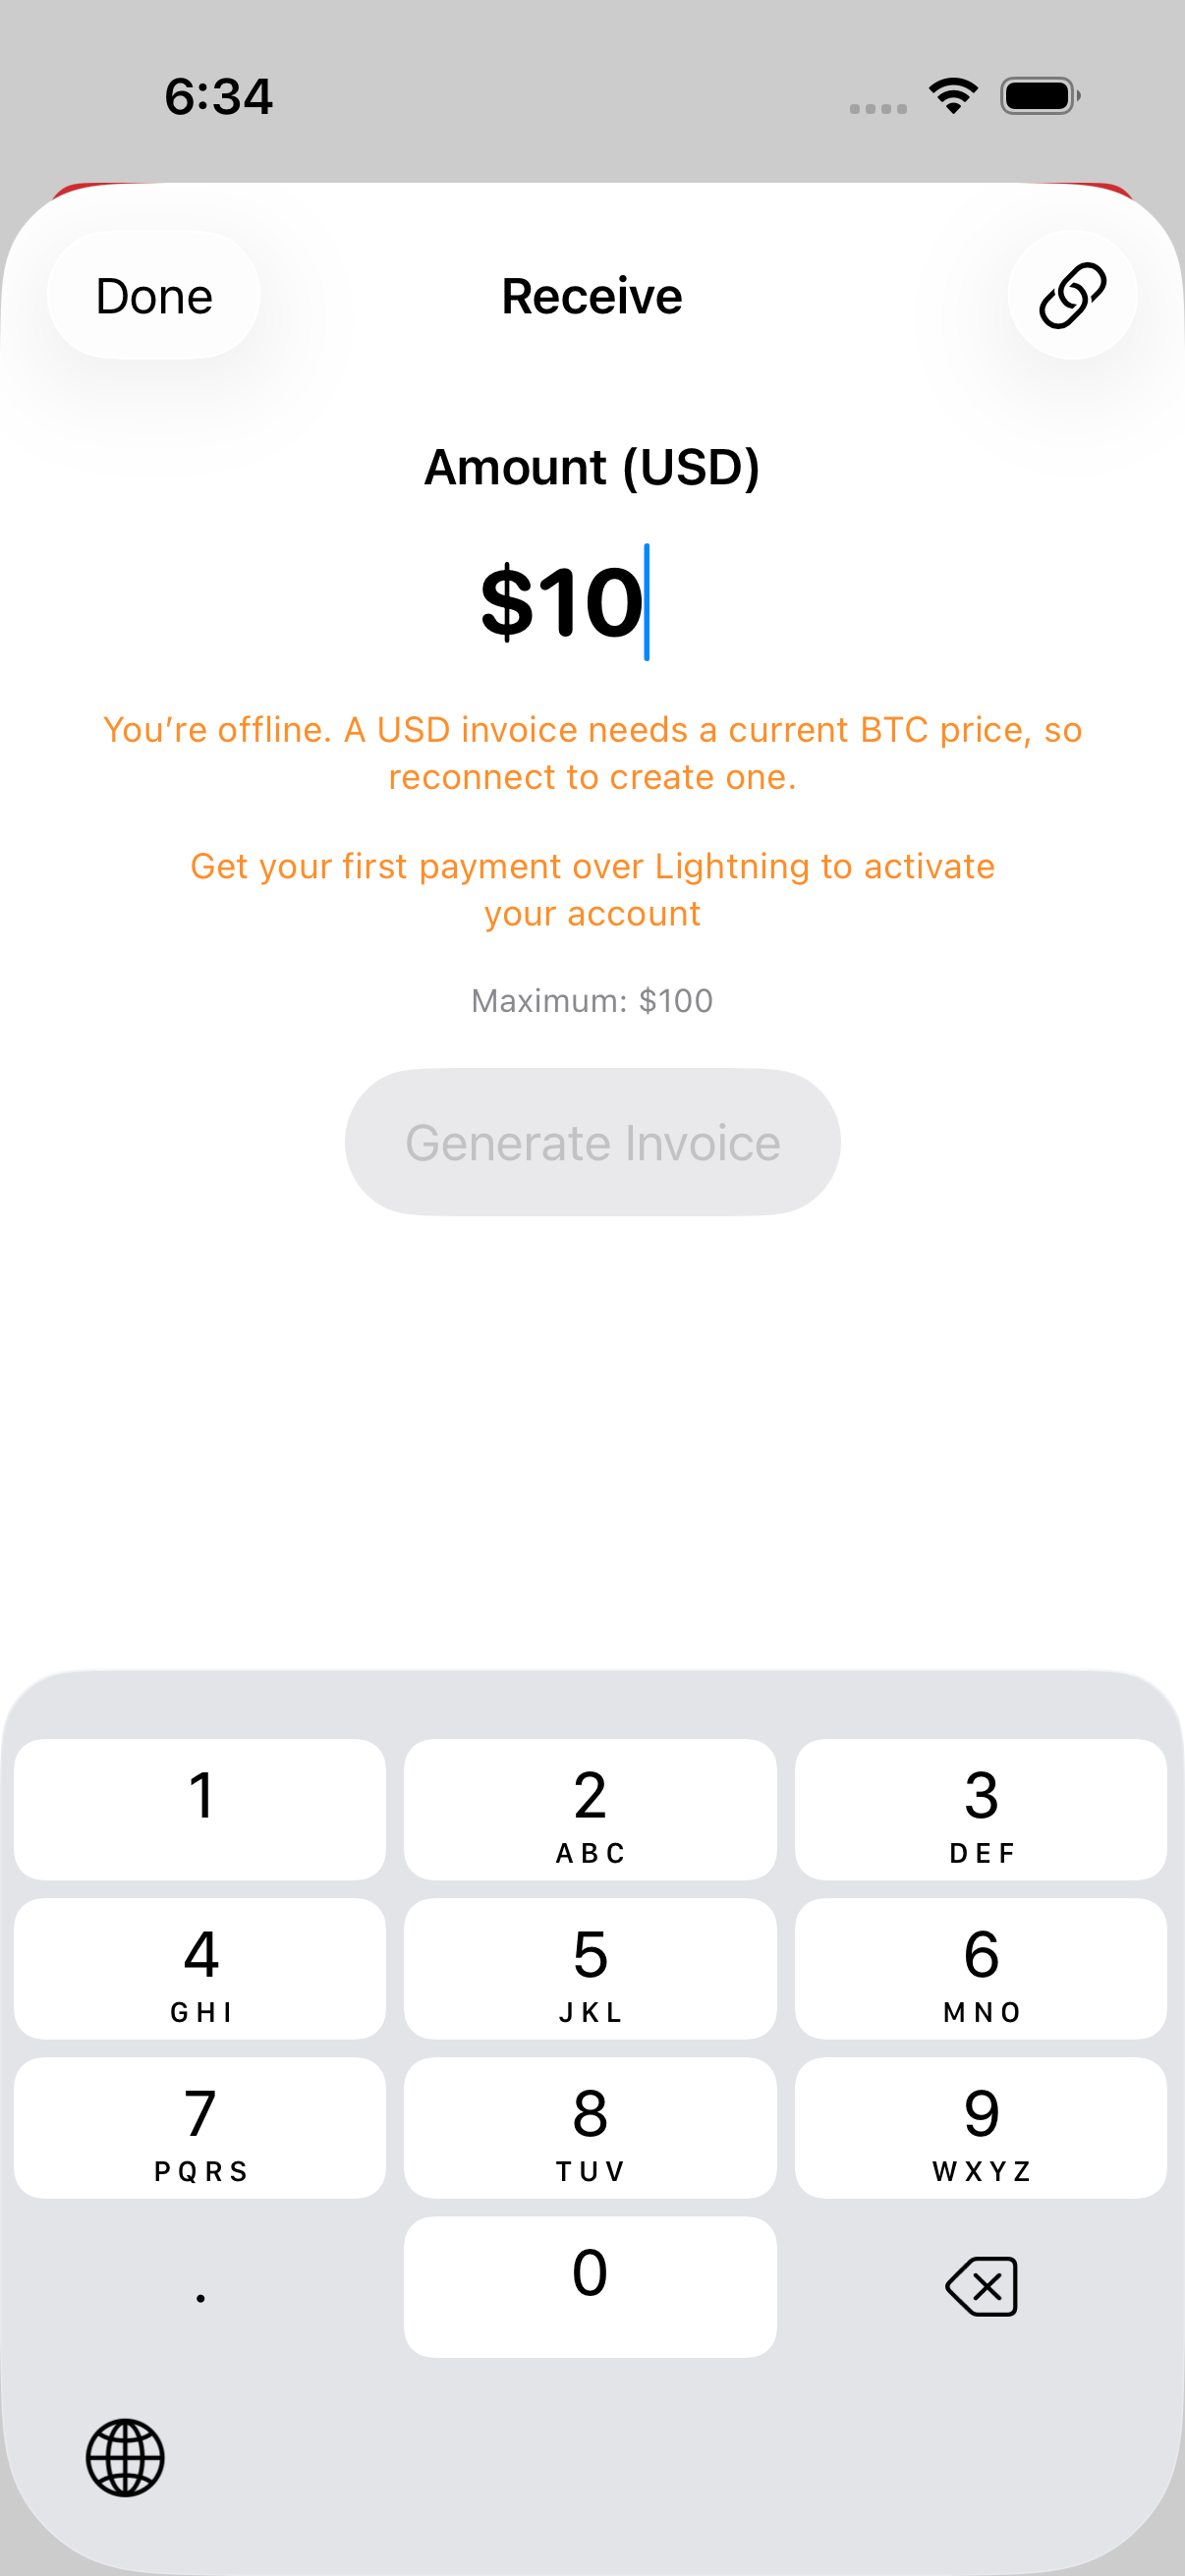 6:34
Done
Receive
Amount (USD)
$10
You’re offline. A USD invoice needs a current BTC price, so
reconnect to create one.
Get your first payment over Lightning to activate
your account
Maximum: $100
Generate Invoice
1
2
ABC
3
DEF
4
GHI
5
JKL
6
MNO
7
PQRS
8
TUV
9
WXYZ
.
0